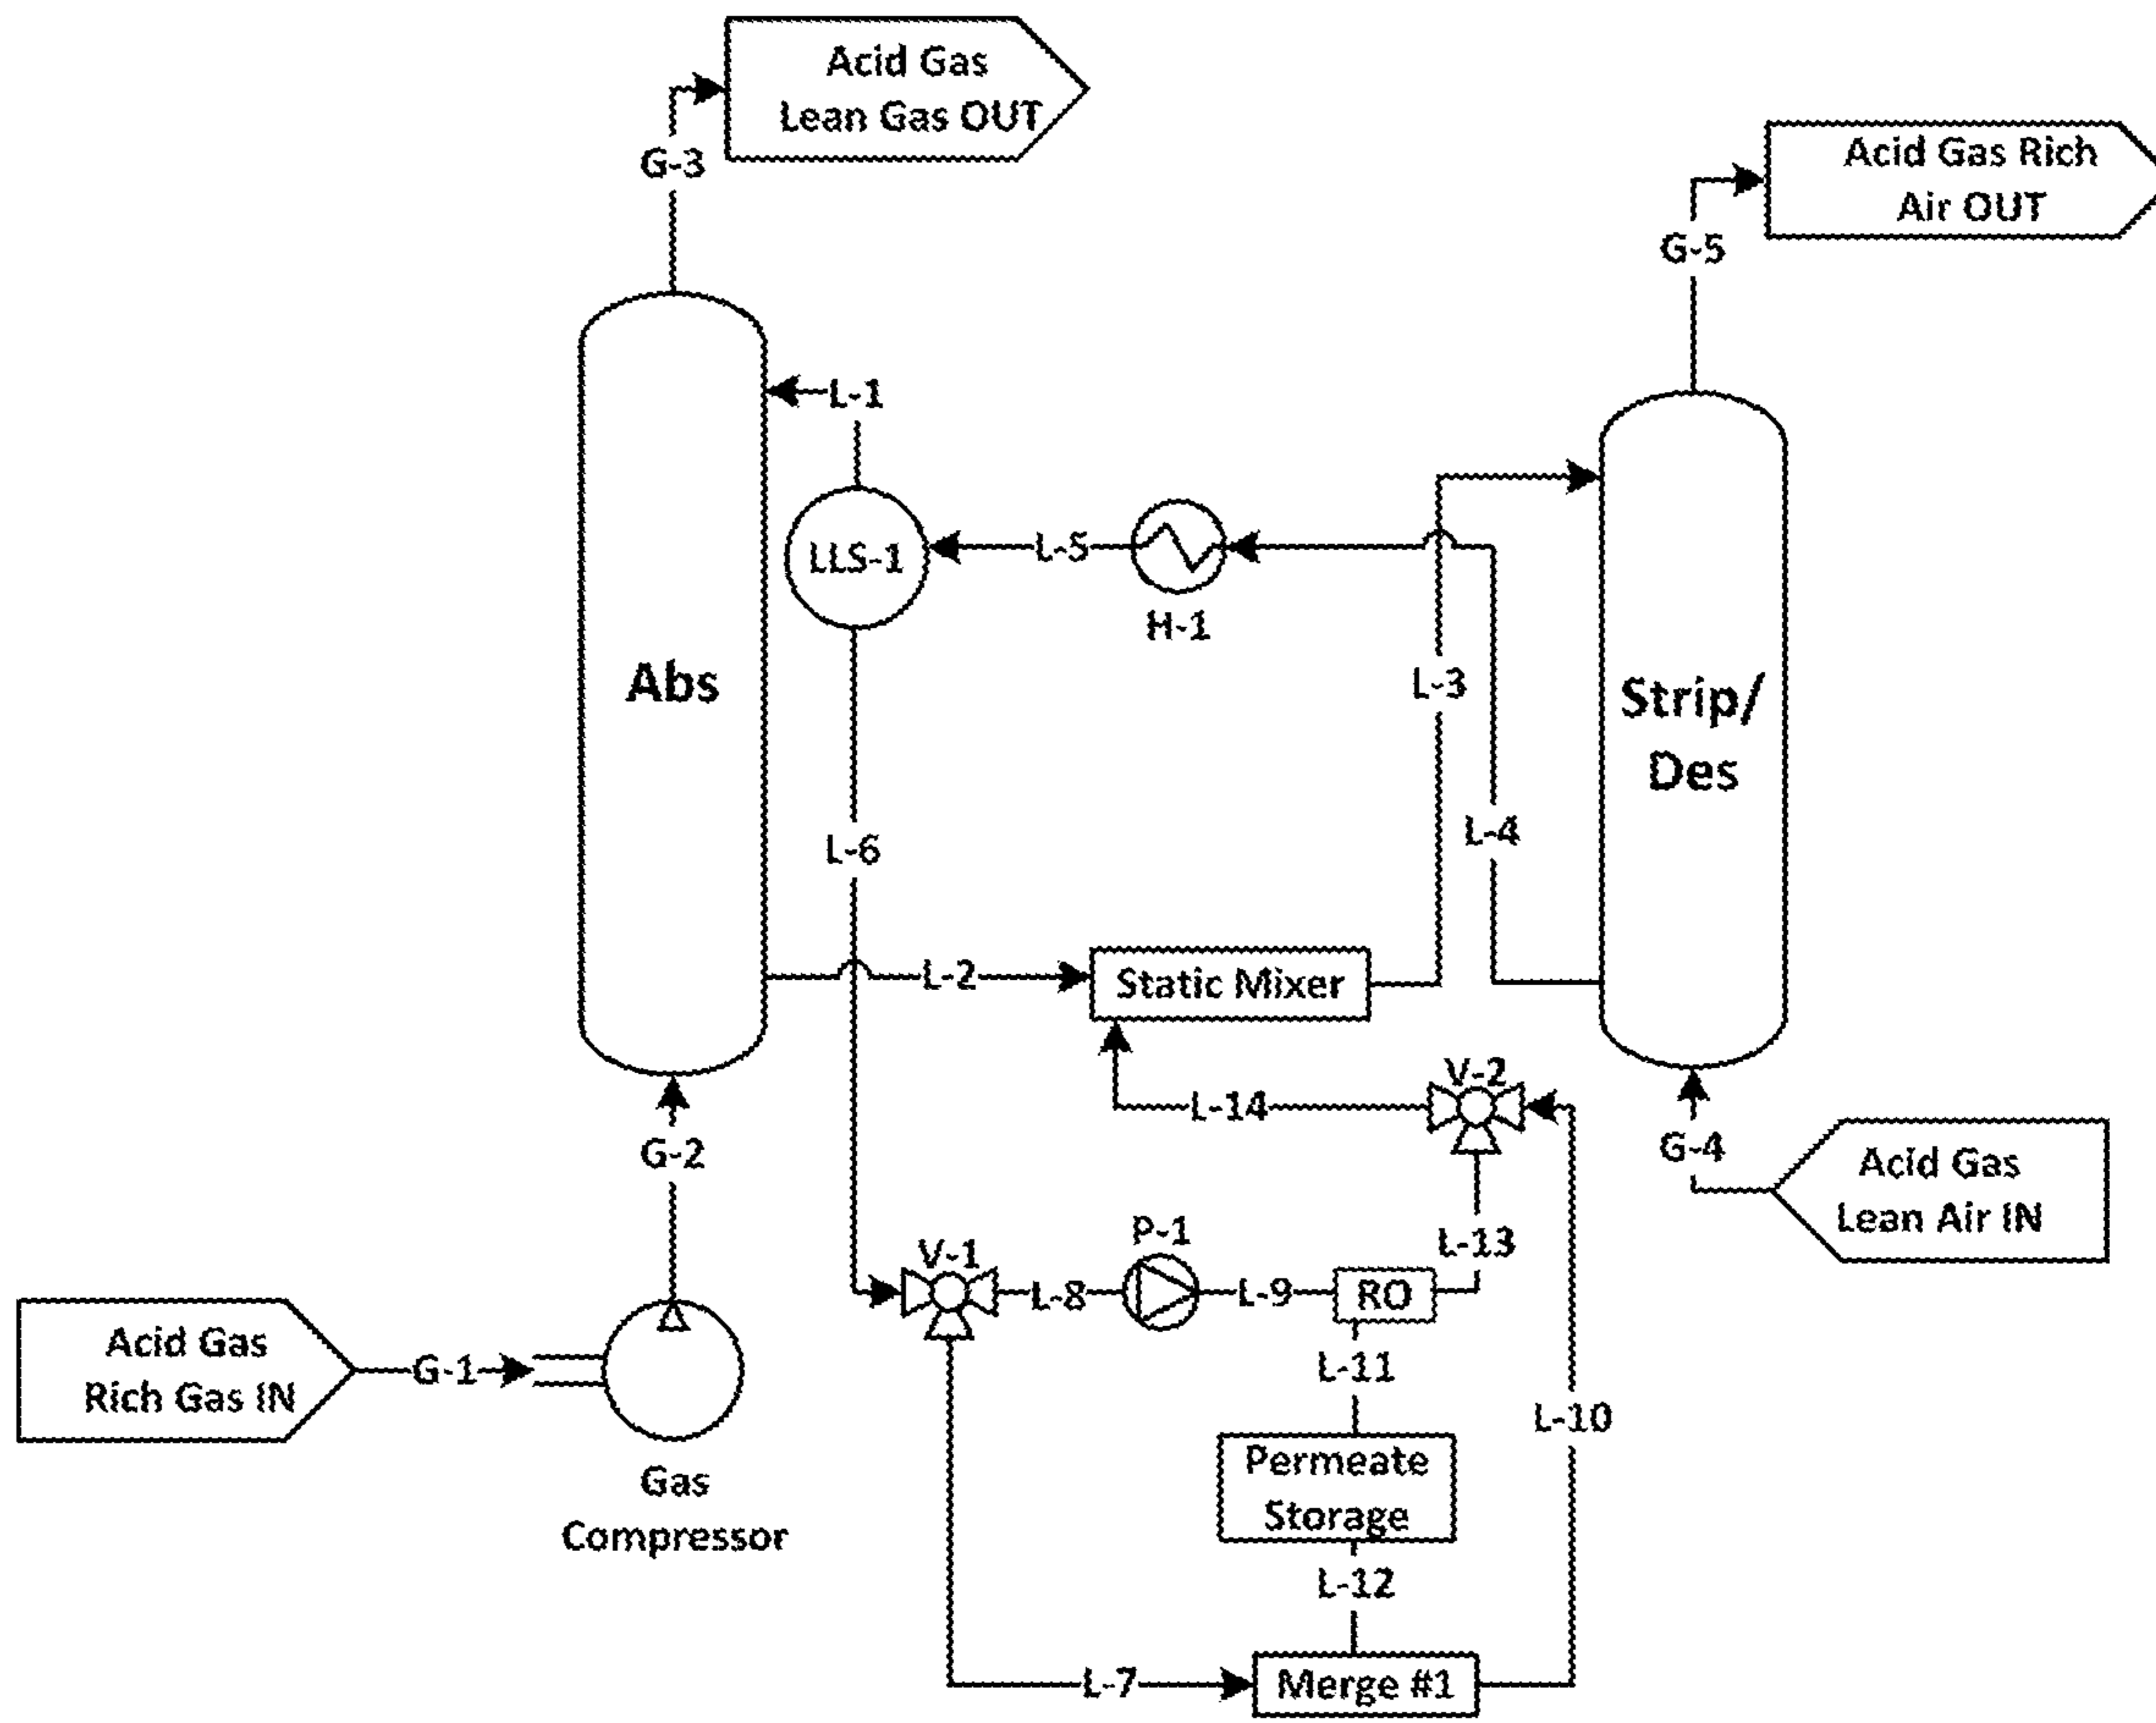 Acid Gas
Lean Gas OUT
Acid Gas Rich
Air OUT
G-3
G-5
L-1
LLS-1
L-5
H-1
Abs
L-3
Strip/
Des
L-4
L-6
L-2
Static Mixer
V-2
L-14
G-2
G-4
Acid Gas
Lean Air IN
P-1
L-13
V-1
L-8
L-9
RO
Acid Gas
Rich Gas IN
G-1
L-11
L-10
Gas
Compressor
Permeate
Storage
L-12
L-7
Merge #1